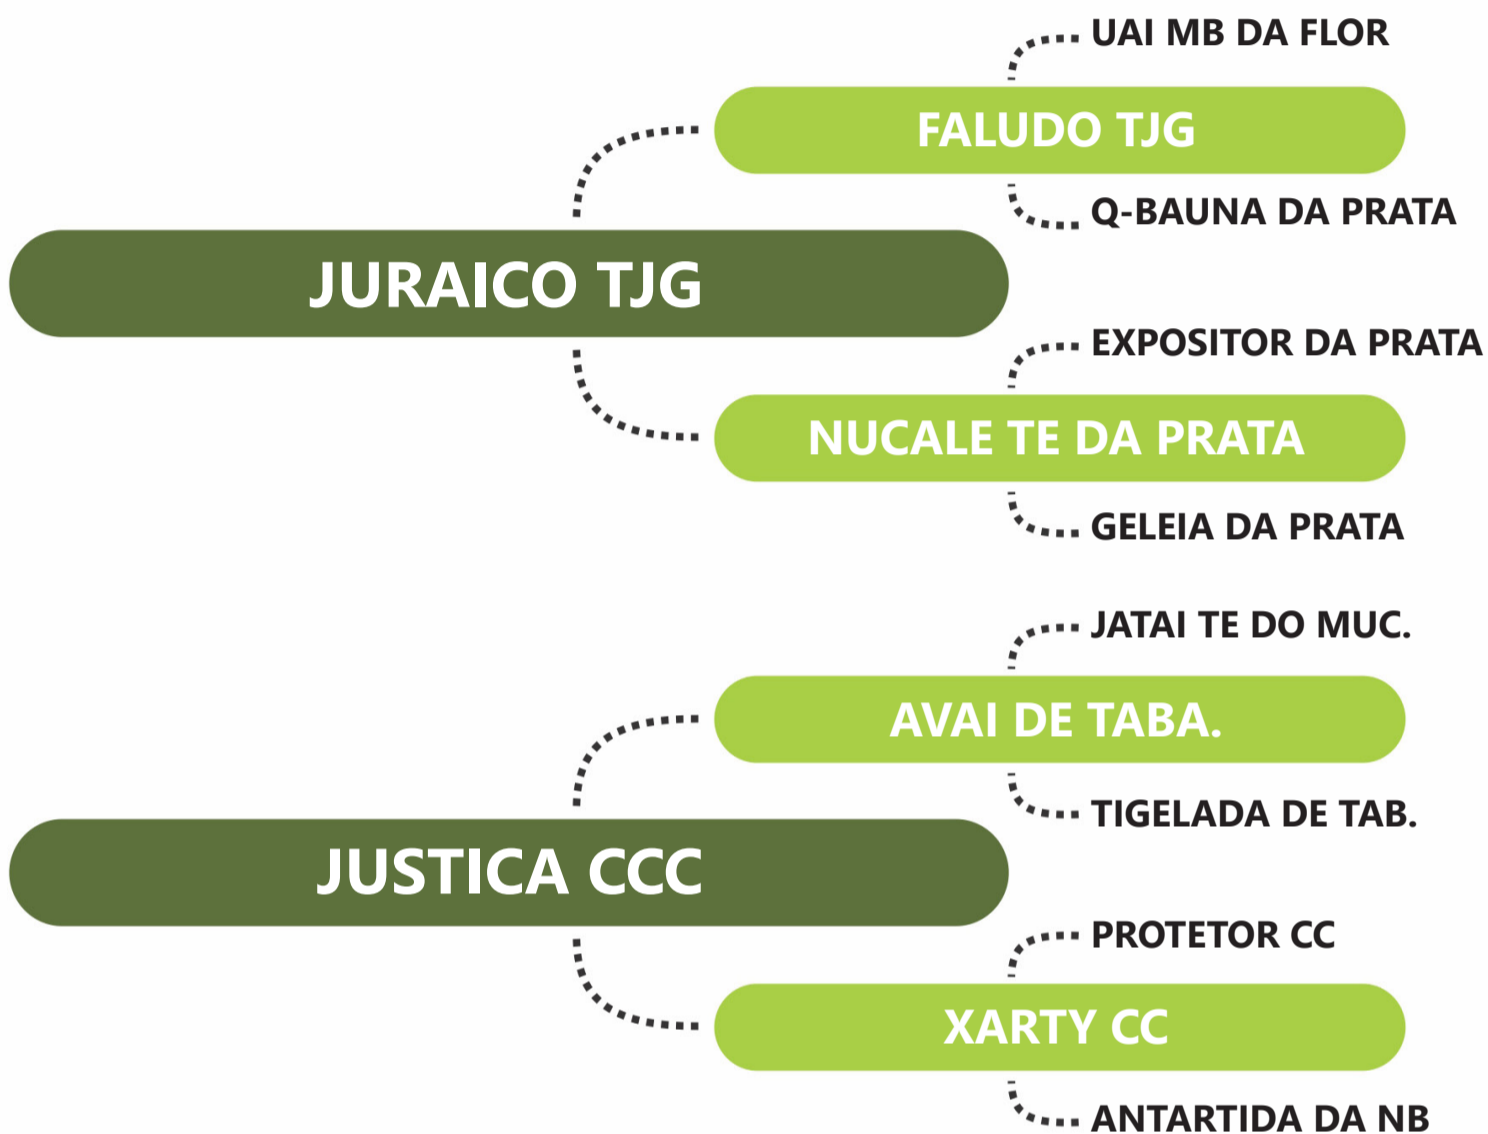 UAI MB DA FLOR
FALUDO TJG
Q-BAUNA DA PRATA
JURAICO TJG
EXPOSITOR DA PRATA
NUCALE TE DA PRATA
GELEIA DA PRATA
JATAI TE DO MUC.
AVAI DE TABA.
TIGELADA DE TAB.
JUSTICA CCC
PROTETOR CC
XARTY CC
ANTARTIDA DA NB